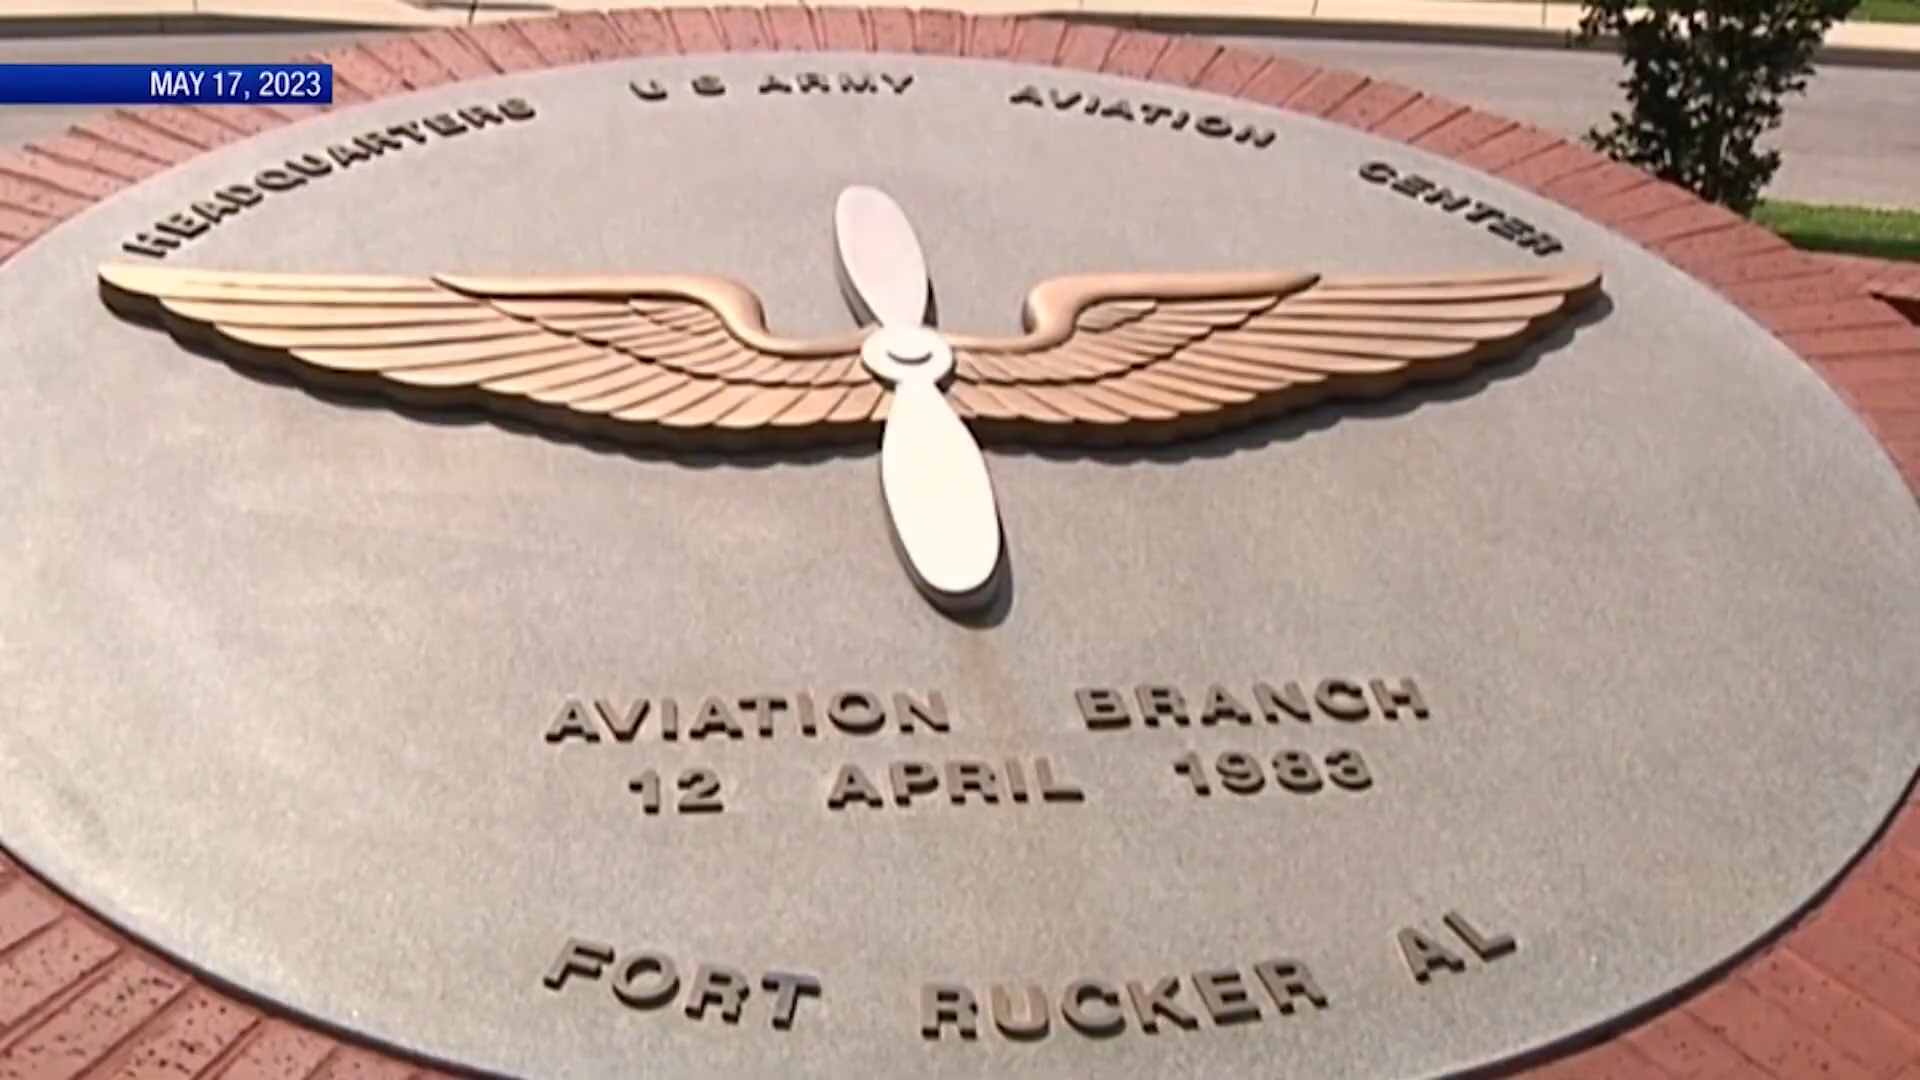 MAY 17, 2023
HEADQUARTERS U S ARMY AVIATION CENTER
AVIATION BRANCH
12 APRIL 1983
FORT RUCKER AL